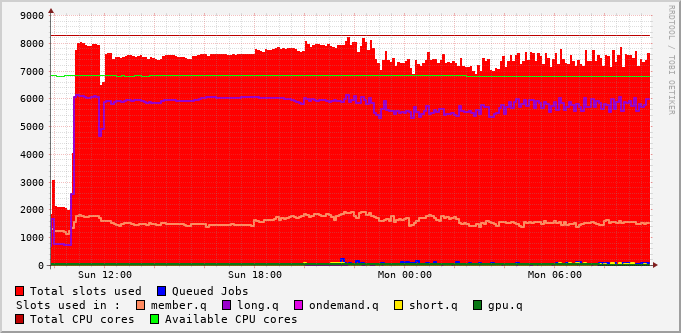 9000
8000
7000
6000
5000
4000
3000
2000
1000
0
Sun 12:00 Sun 18:00 Mon 00:00 Mon 06:00
Total slots used Queued Jobs
Slots used in : member.q long.q ondemand.q short.q gpu.q
Total CPU cores Available CPU cores
RRDTOOL / TOBI OETIKER